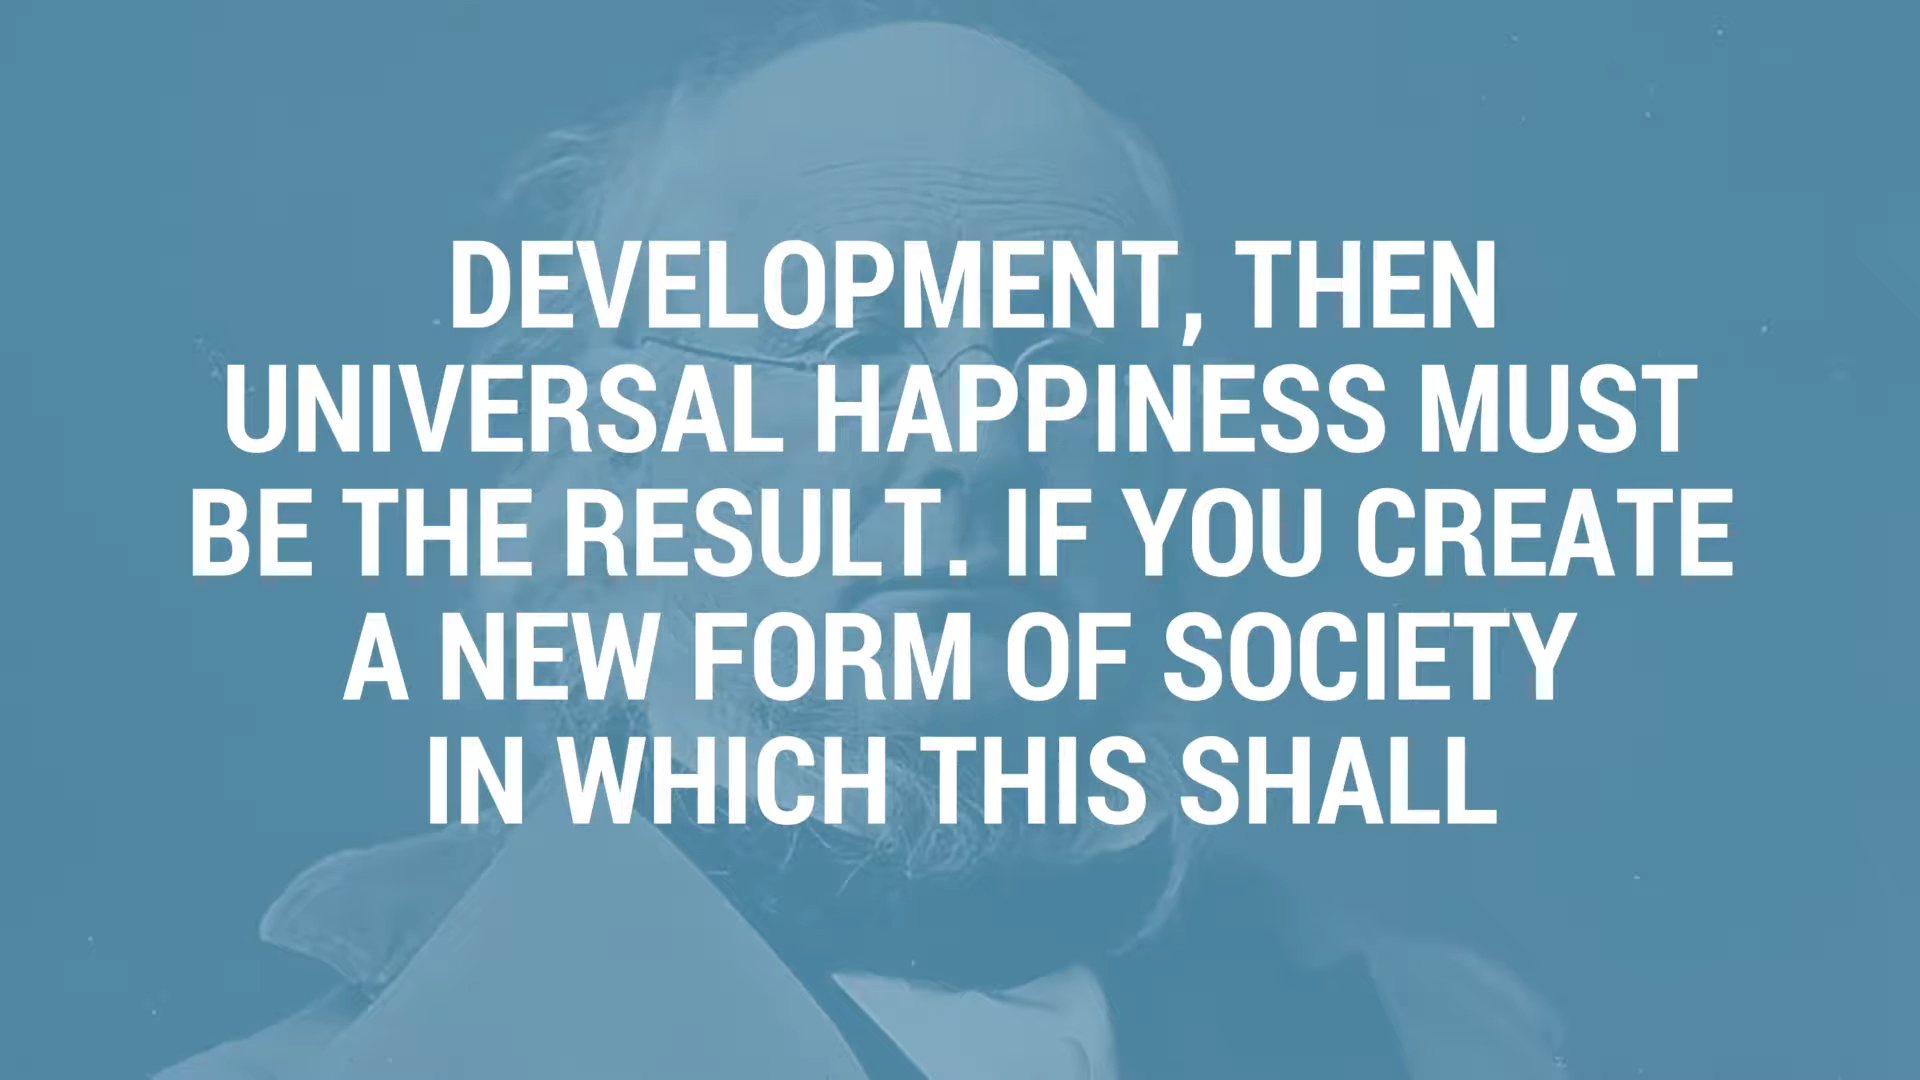 DEVELOPMENT, THEN
UNIVERSAL HAPPINESS MUST
BE THE RESULT. IF YOU CREATE
A NEW FORM OF SOCIETY
IN WHICH THIS SHALL